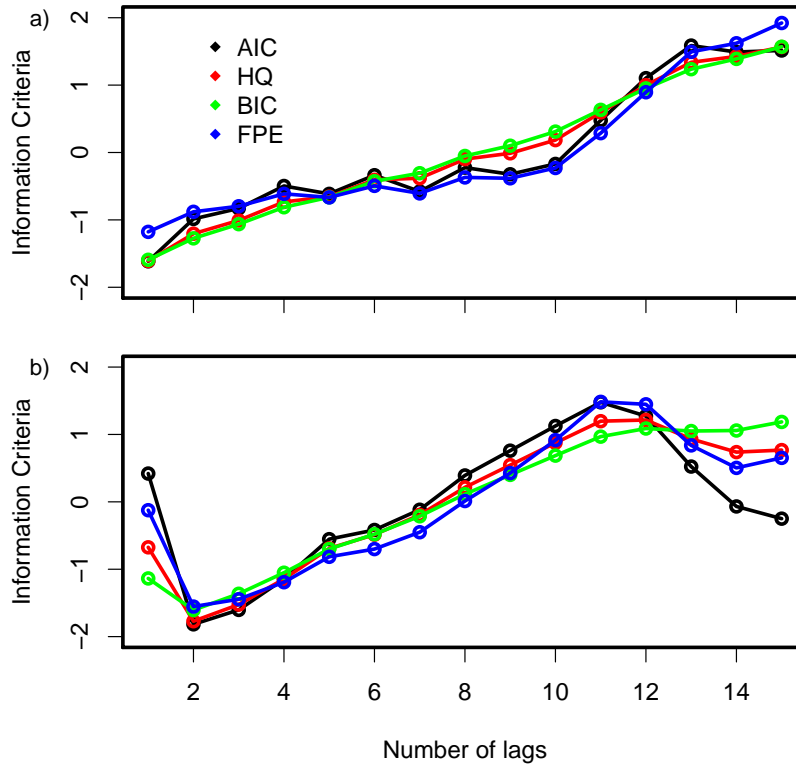 a)
AIC
HQ
BIC
FPE
Information Criteria
2
1
0
−1
−2
b)
Information Criteria
2
1
0
−1
−2
2 4 6 8 10 12 14
Number of lags